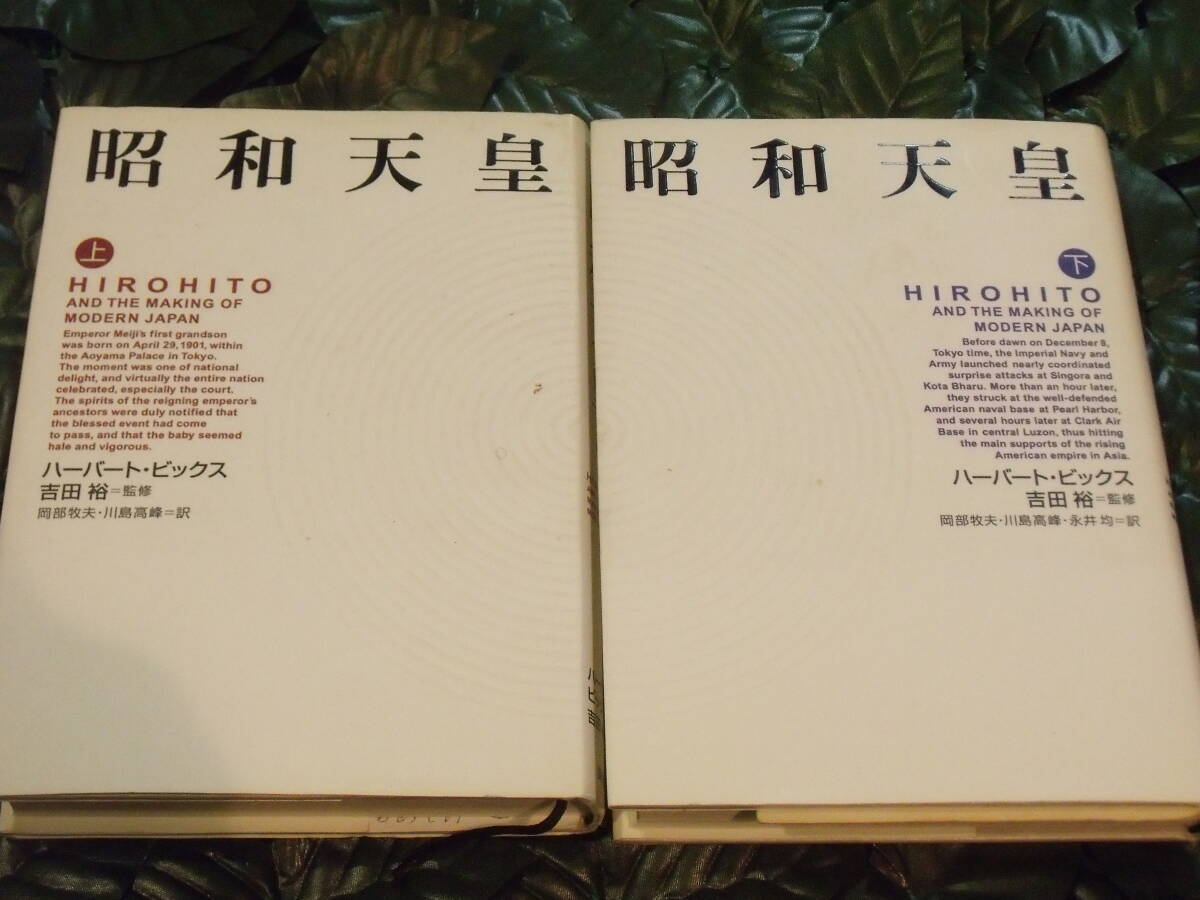 昭和天皇
上
HIROHITO
AND THE MAKING OF
MODERN JAPAN
Emperor Meiji's first grandson
was born on April 29, 1901, within
the Aoyama Palace in Tokyo.
The moment was one of national
delight, and virtually the entire nation
celebrated, especially the court.
The spirits of the reigning emperor's
ancestors were duly notified that
the blessed event had come
to pass, and that the baby seemed
hale and vigorous.
ハーバート・ビックス
吉田 裕=監修
岡部牧夫・川島高峰=訳
昭和天皇
下
HIROHITO
AND THE MAKING OF
MODERN JAPAN
Before dawn on December 8,
Tokyo time, the Imperial Navy and
Army launched nearly coordinated
surprise attacks at Singora and
Kota Bharu. More than an hour later,
they struck at the well-defended
American naval base at Pearl Harbor,
and several hours later at Clark Air
Base in central Luzon, thus hitting
the main supports of the rising
American empire in Asia.
ハーバート・ビックス
吉田 裕=監修
岡部牧夫・川島高峰・永井均=訳